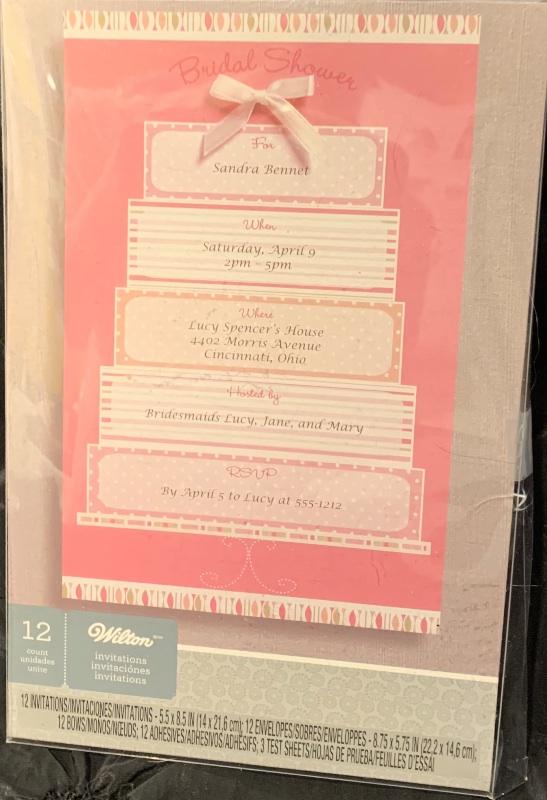 Bridal Shower
For
Sandra Bennet
When
Saturday, April 9
2pm - 5pm
Where
Lucy Spencer's House
4402 Morris Avenue
Cincinnati, Ohio
Hosted by
Bridesmaids Lucy, Jane, and Mary
RSVP
By April 5 to Lucy at 555-1212
12
count
unidades
unité
Wilton
invitations
invitaciónes
invitations
12 INVITATIONS/INVITACIONES/INVITATIONS - 5.5 x 8.5 IN (14 x 21,6 cm); 12 ENVELOPES/SOBRES/ENVELOPPES - 8.75 x 5.75 IN (22.2 x 14,6 cm);
12 BOWS/MONOS/NŒUDS; 12 ADHESIVES/ADHESIVOS/ADHÉSIFS; 3 TEST SHEETS/HOJAS DE PRUEBA/FEUILLES D'ESSAI